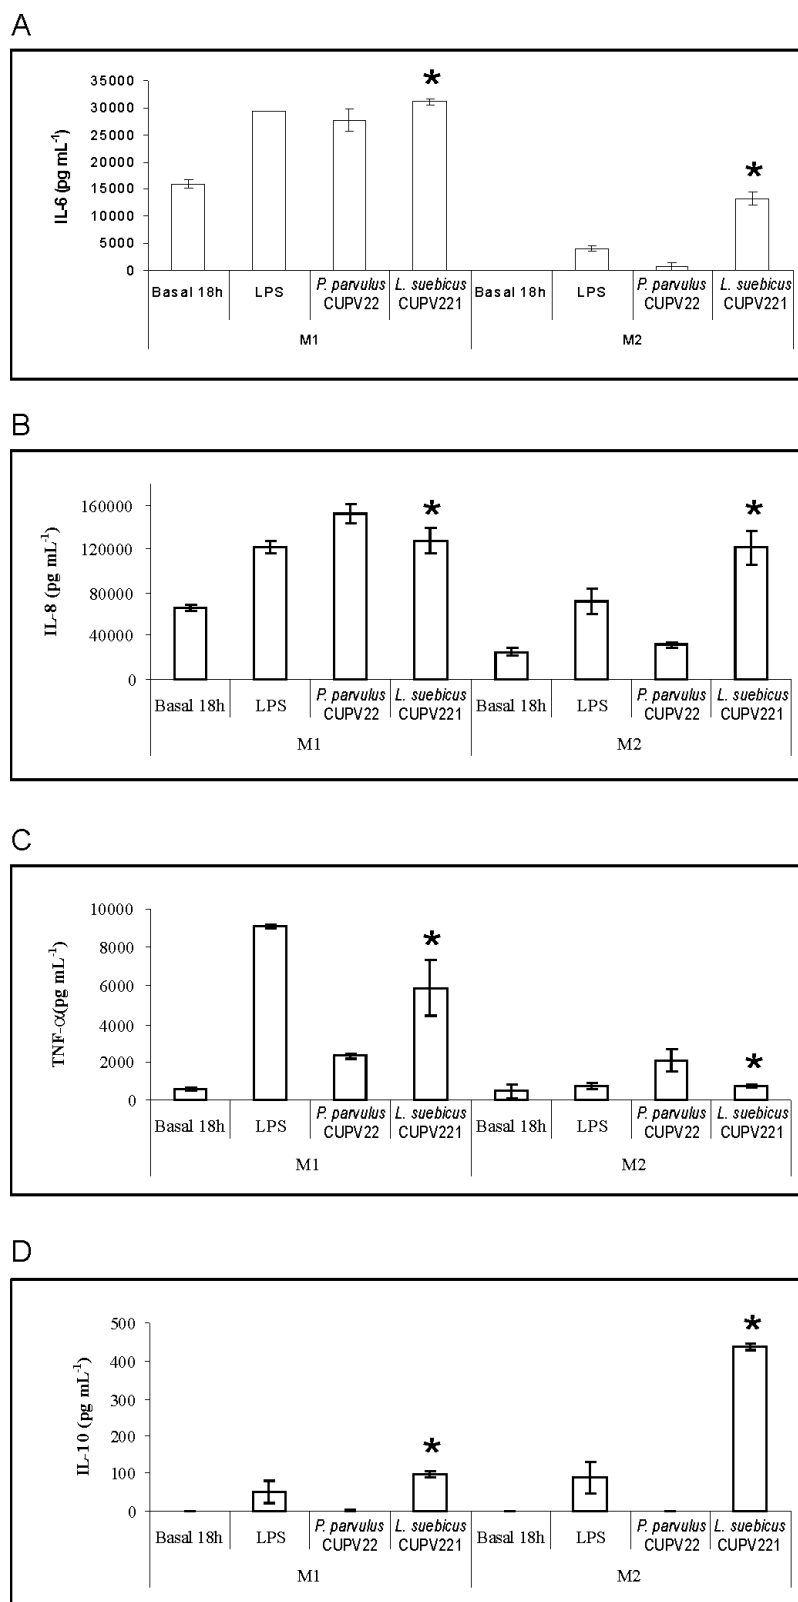 A
IL-6 (pg mL-1)
35000
30000
25000
20000
15000
10000
5000
0
*
*
Basal 18h LPS P. parvulus CUPV22 L. suebicus CUPV221 Basal 18h LPS P. parvulus CUPV22 L. suebicus CUPV221
M1 M2
B
IL-8 (pg mL-1)
160000
120000
80000
40000
0
*
*
Basal 18h LPS P. parvulus CUPV22 L. suebicus CUPV221 Basal 18h LPS P. parvulus CUPV22 L. suebicus CUPV221
M1 M2
C
TNF-α(pg mL-1)
10000
8000
6000
4000
2000
0
*
*
Basal 18h LPS P. parvulus CUPV22 L. suebicus CUPV221 Basal 18h LPS P. parvulus CUPV22 L. suebicus CUPV221
M1 M2
D
IL-10 (pg mL-1)
500
400
300
200
100
0
*
*
Basal 18h LPS P. parvulus CUPV22 L. suebicus CUPV221 Basal 18h LPS P. parvulus CUPV22 L. suebicus CUPV221
M1 M2